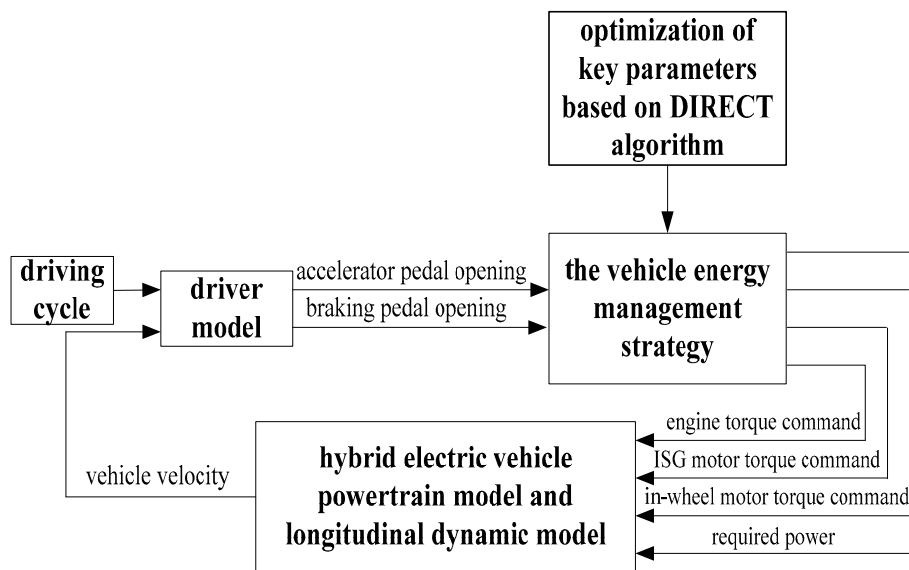 optimization of
key parameters
based on DIRECT
algorithm
driving
cycle
driver
model
accelerator pedal opening
braking pedal opening
the vehicle energy
management
strategy
engine torque command
ISG motor torque command
in-wheel motor torque command
required power
hybrid electric vehicle
powertrain model and
longitudinal dynamic model
vehicle velocity